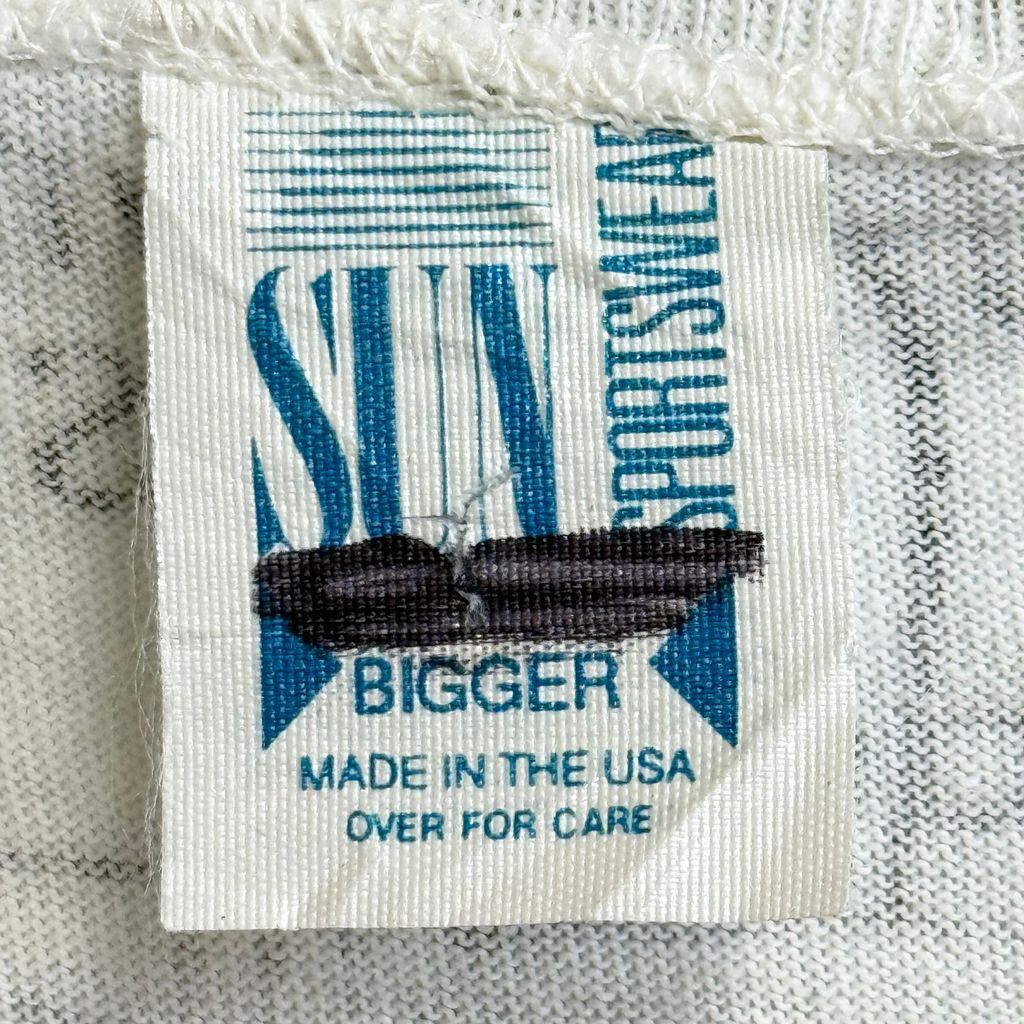 SUN
SPORTSWEAR
BIGGER
MADE IN THE USA
OVER FOR CARE